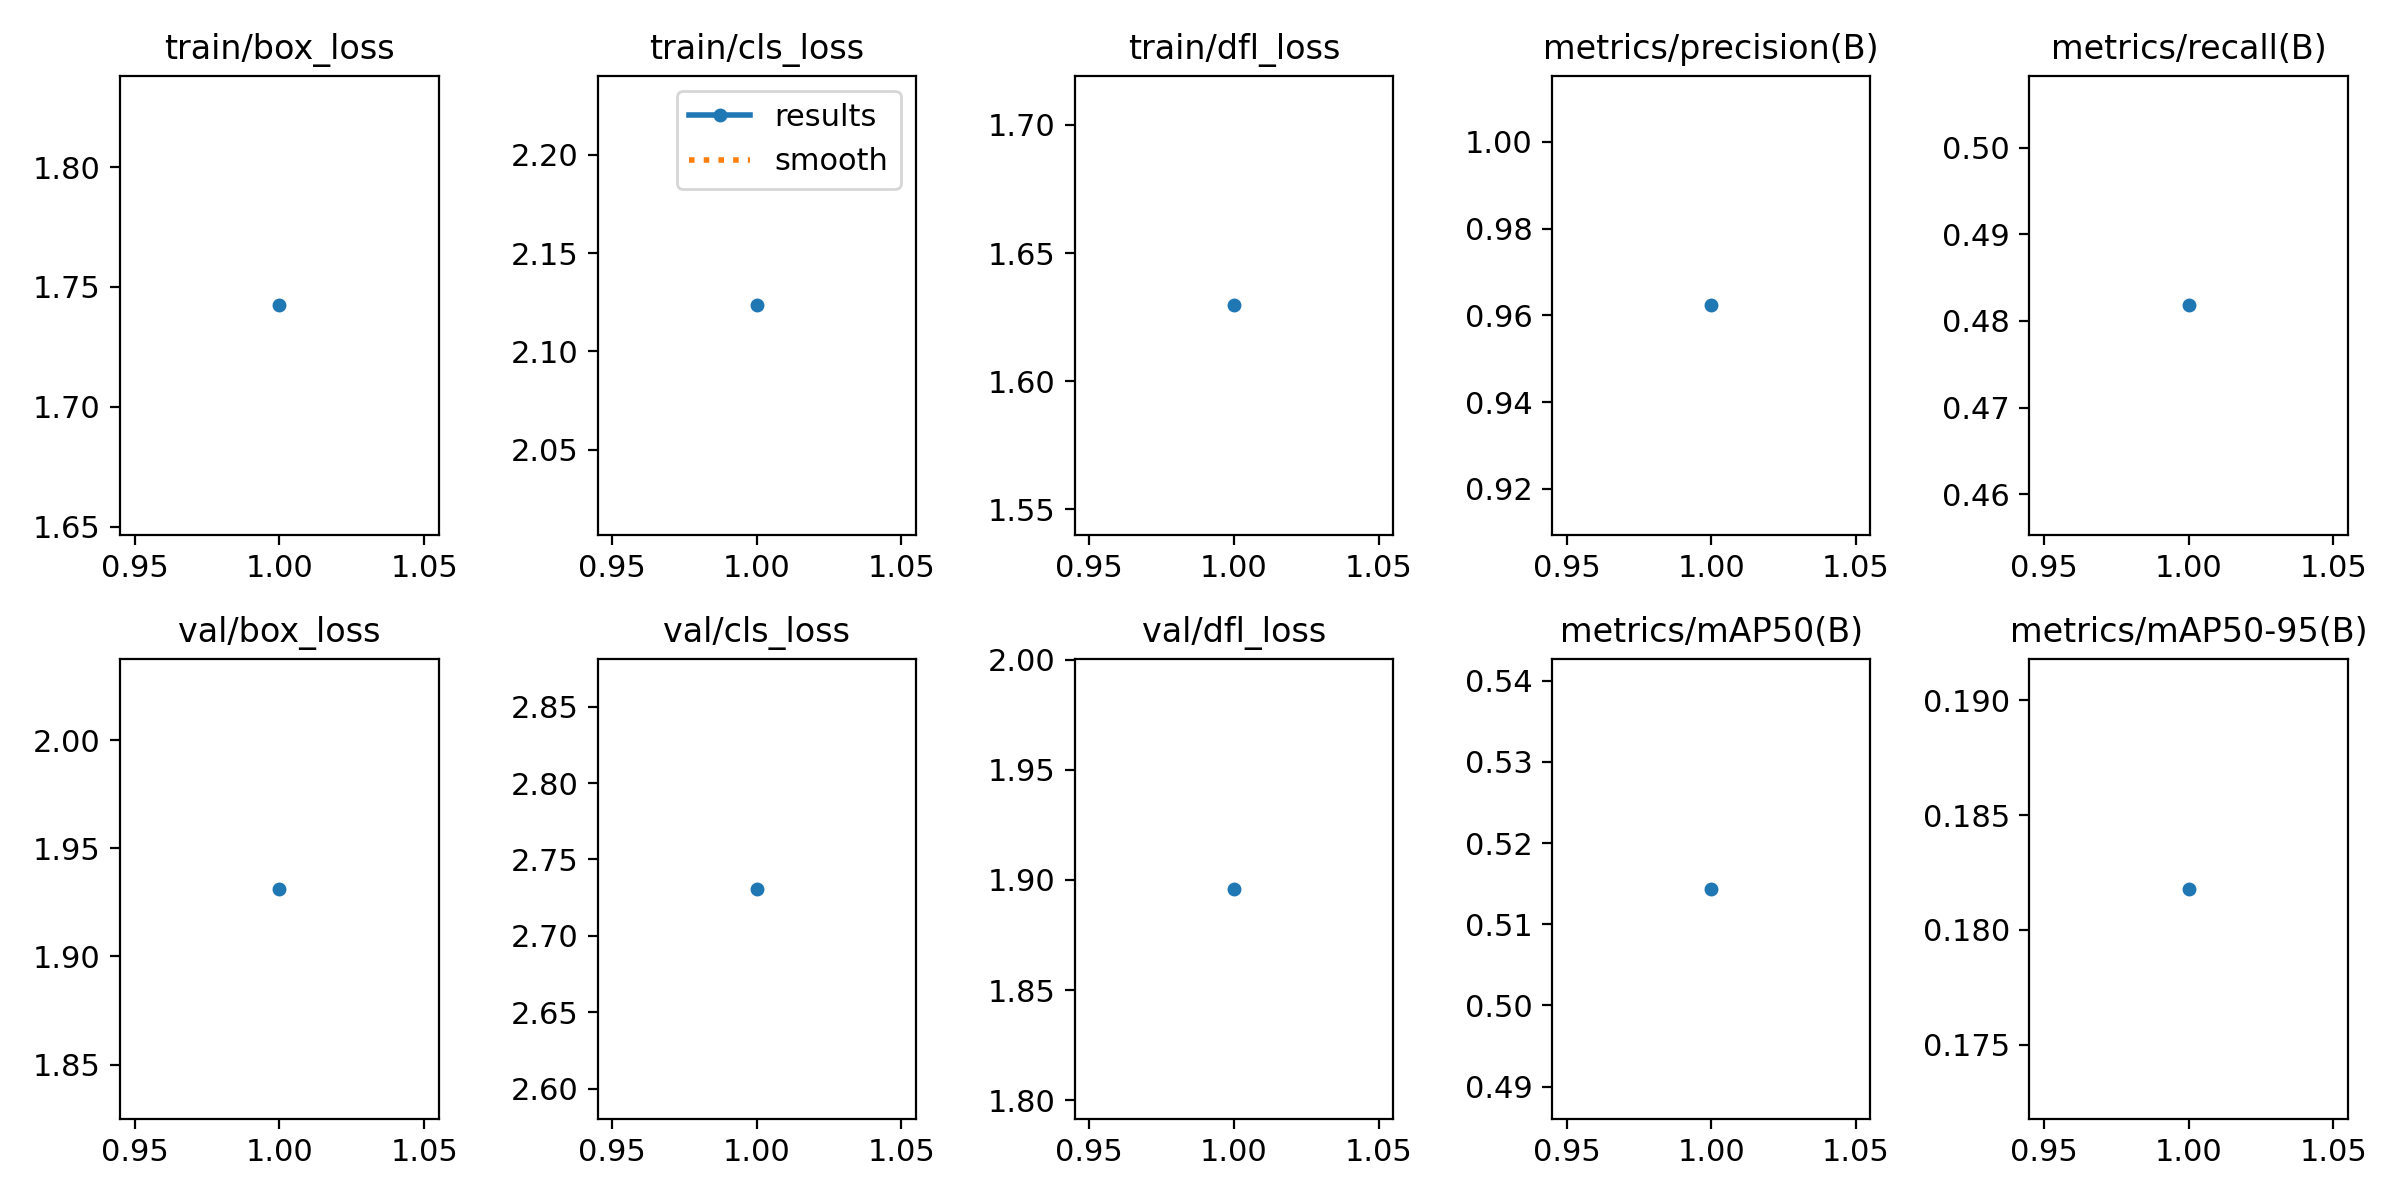 train/box_loss
1.80
1.75
1.70
1.65
0.95 1.00 1.05
train/cls_loss
results
smooth
2.20
2.15
2.10
2.05
0.95 1.00 1.05
train/dfl_loss
1.70
1.65
1.60
1.55
0.95 1.00 1.05
metrics/precision(B)
1.00
0.98
0.96
0.94
0.92
0.95 1.00 1.05
metrics/recall(B)
0.50
0.49
0.48
0.47
0.46
0.95 1.00 1.05
val/box_loss
2.00
1.95
1.90
1.85
0.95 1.00 1.05
val/cls_loss
2.85
2.80
2.75
2.70
2.65
2.60
0.95 1.00 1.05
val/dfl_loss
2.00
1.95
1.90
1.85
1.80
0.95 1.00 1.05
metrics/mAP50(B)
0.54
0.53
0.52
0.51
0.50
0.49
0.95 1.00 1.05
metrics/mAP50-95(B)
0.190
0.185
0.180
0.175
0.95 1.00 1.05